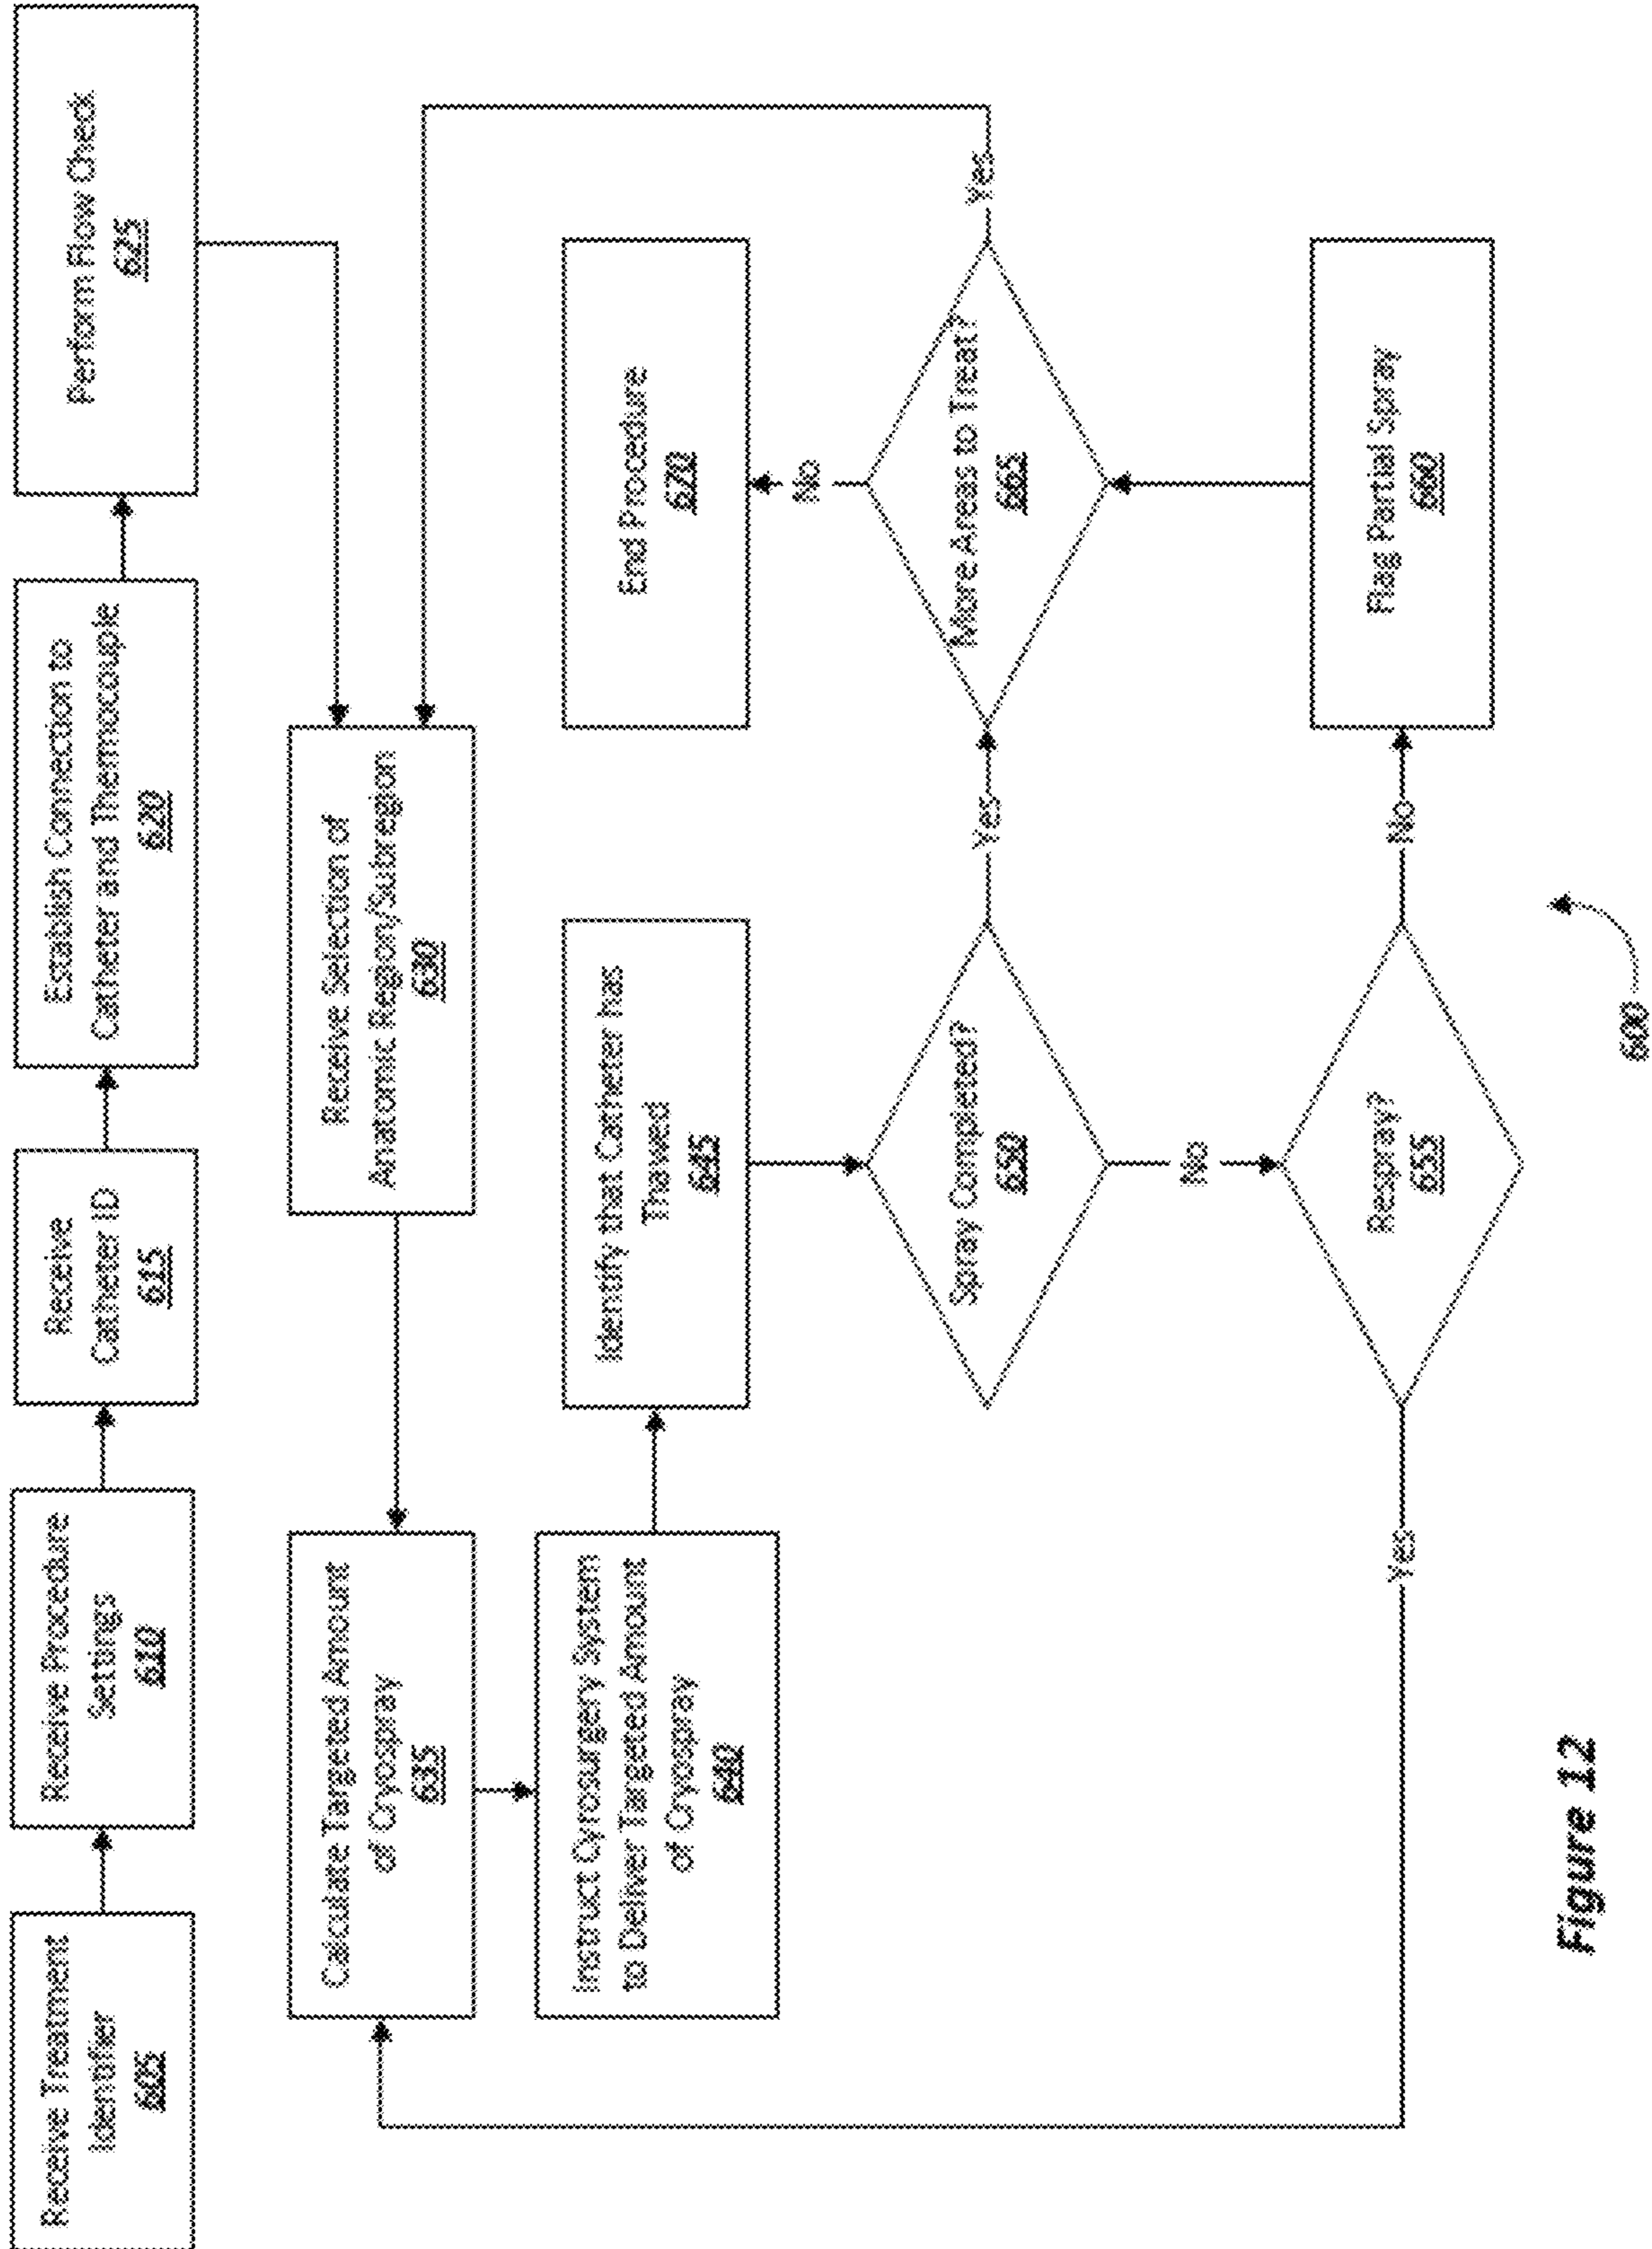 Receive Treatment
Identifier
605
Receive Procedure
Settings
610
Receive
Catheter ID
615
Establish Connection to
Catheter and Themocouple
620
Perform Flow Check
625
Receive Selection of
Anatomic Region/Subregion
630
Calculate Targeted Amount
of Cryospray
635
Instruct Cyrosurgery System
to Deliver Targeted Amount
of Cryospray
640
Identify that Catheter has
Thawed
645
Spray Completed?
650
Yes
No
Respray?
655
Yes
No
Flag Partial Spray
660
More Areas to Treat?
665
Yes
No
End Procedure
670
600
Figure 12